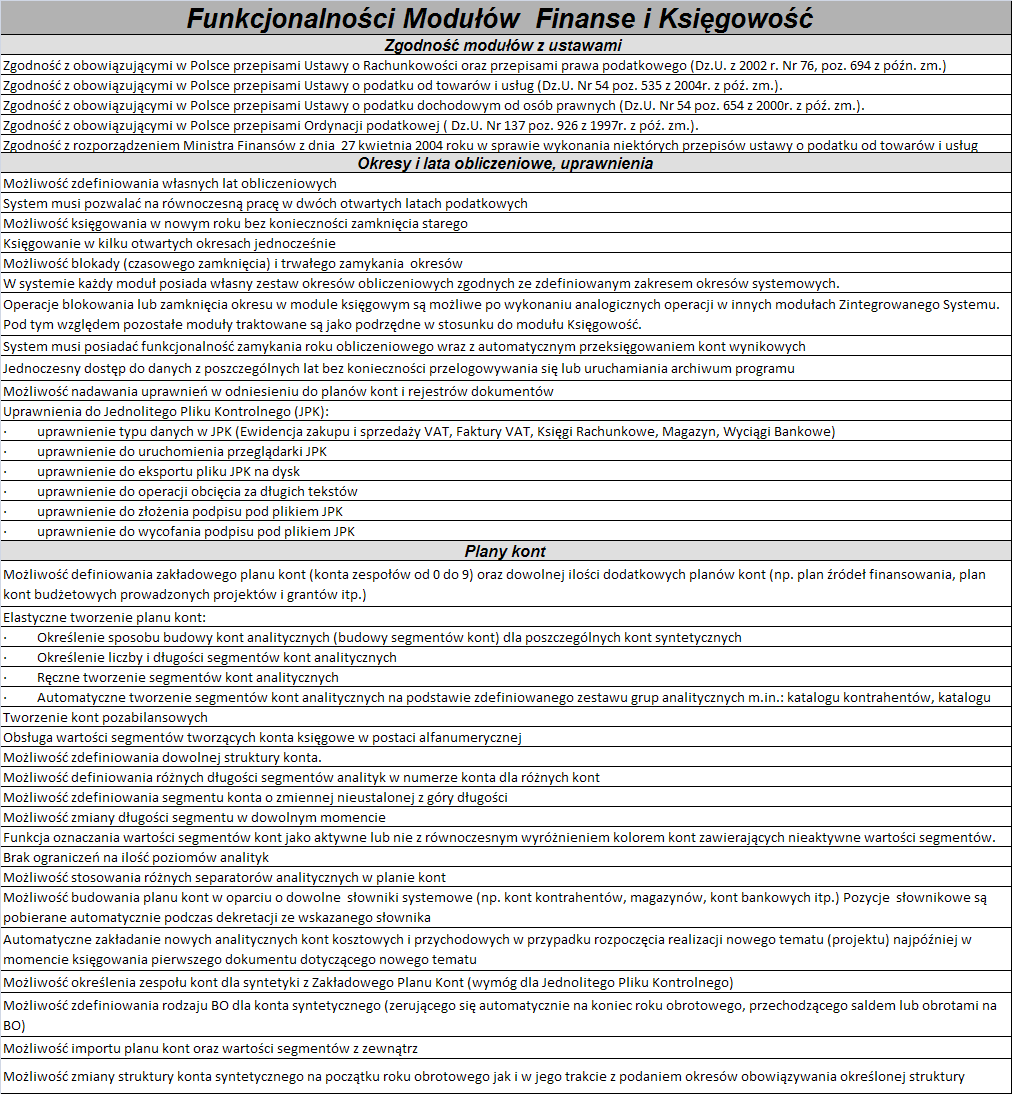 Funkcjonalności Modułów  Finanse i Księgowość
Zgodność modułów z ustawami
Zgodność z obowiązującymi w Polsce przepisami Ustawy o Rachunkowości oraz przepisami prawa podatkowego (Dz.U. z 2002 r. Nr 76, poz. 694 z późn. zm.)
Zgodność z obowiązującymi w Polsce przepisami Ustawy o podatku od towarów i usług (Dz.U. Nr 54 poz. 535 z 2004r. z póź. zm.).
Zgodność z obowiązującymi w Polsce przepisami Ustawy o podatku dochodowym od osób prawnych (Dz.U. Nr 54 poz. 654 z 2000r. z póź. zm.).
Zgodność z obowiązującymi w Polsce przepisami Ordynacji podatkowej ( Dz.U. Nr 137 poz. 926 z 1997r. z póź. zm.).
Zgodność z rozporządzeniem Ministra Finansów z dnia  27 kwietnia 2004 roku w sprawie wykonania niektórych przepisów ustawy o podatku od towarów i usług
Okresy i lata obliczeniowe, uprawnienia
Możliwość zdefiniowania własnych lat obliczeniowych
System musi pozwalać na równoczesną pracę w dwóch otwartych latach podatkowych
Możliwość księgowania w nowym roku bez konieczności zamknięcia starego
Księgowanie w kilku otwartych okresach jednocześnie
Możliwość blokady (czasowego zamknięcia) i trwałego zamykania  okresów
W systemie każdy moduł posiada własny zestaw okresów obliczeniowych zgodnych ze zdefiniowanym zakresem okresów systemowych.
Operacje blokowania lub zamknięcia okresu w module księgowym są możliwe po wykonaniu analogicznych operacji w innych modułach Zintegrowanego Systemu.
Pod tym względem pozostałe moduły traktowane są jako podrzędne w stosunku do modułu Księgowość.
System musi posiadać funkcjonalność zamykania roku obliczeniowego wraz z automatycznym przeksięgowaniem kont wynikowych
Jednoczesny dostęp do danych z poszczególnych lat bez konieczności przelogowywania się lub uruchamiania archiwum programu
Możliwość nadawania uprawnień w odniesieniu do planów kont i rejestrów dokumentów
Uprawnienia do Jednolitego Pliku Kontrolnego (JPK):
· uprawnienie typu danych w JPK (Ewidencja zakupu i sprzedaży VAT, Faktury VAT, Księgi Rachunkowe, Magazyn, Wyciągi Bankowe)
· uprawnienie do uruchomienia przeglądarki JPK
· uprawnienie do eksportu pliku JPK na dysk
· uprawnienie do operacji obcięcia za długich tekstów
· uprawnienie do złożenia podpisu pod plikiem JPK
· uprawnienie do wycofania podpisu pod plikiem JPK
Plany kont
Możliwość definiowania zakładowego planu kont (konta zespołów od 0 do 9) oraz dowolnej ilości dodatkowych planów kont (np. plan źródeł finansowania, plan
kont budżetowych prowadzonych projektów i grantów itp.)
Elastyczne tworzenie planu kont:
· Określenie sposobu budowy kont analitycznych (budowy segmentów kont) dla poszczególnych kont syntetycznych
· Określenie liczby i długości segmentów kont analitycznych
· Ręczne tworzenie segmentów kont analitycznych
· Automatyczne tworzenie segmentów kont analitycznych na podstawie zdefiniowanego zestawu grup analitycznych m.in.: katalogu kontrahentów, katalogu
Tworzenie kont pozabilansowych
Obsługa wartości segmentów tworzących konta księgowe w postaci alfanumerycznej
Możliwość zdefiniowania dowolnej struktury konta.
Możliwość definiowania różnych długości segmentów analityk w numerze konta dla różnych kont
Możliwość zdefiniowania segmentu konta o zmiennej nieustalonej z góry długości
Możliwość zmiany długości segmentu w dowolnym momencie
Funkcja oznaczania wartości segmentów kont jako aktywne lub nie z równoczesnym wyróżnieniem kolorem kont zawierających nieaktywne wartości segmentów.
Brak ograniczeń na ilość poziomów analityk
Możliwość stosowania różnych separatorów analitycznych w planie kont
Możliwość budowania planu kont w oparciu o dowolne  słowniki systemowe (np. kont kontrahentów, magazynów, kont bankowych itp.) Pozycje  słownikowe są
pobierane automatycznie podczas dekretacji ze wskazanego słownika
Automatyczne zakładanie nowych analitycznych kont kosztowych i przychodowych w przypadku rozpoczęcia realizacji nowego tematu (projektu) najpóźniej w
momencie księgowania pierwszego dokumentu dotyczącego nowego tematu
Możliwość określenia zespołu kont dla syntetyki z Zakładowego Planu Kont (wymóg dla Jednolitego Pliku Kontrolnego)
Możliwość zdefiniowania rodzaju BO dla konta syntetycznego (zerującego się automatycznie na koniec roku obrotowego, przechodzącego saldem lub obrotami na
BO)
Możliwość importu planu kont oraz wartości segmentów z zewnątrz
Możliwość zmiany struktury konta syntetycznego na początku roku obrotowego jak i w jego trakcie z podaniem okresów obowiązywania określonej struktury